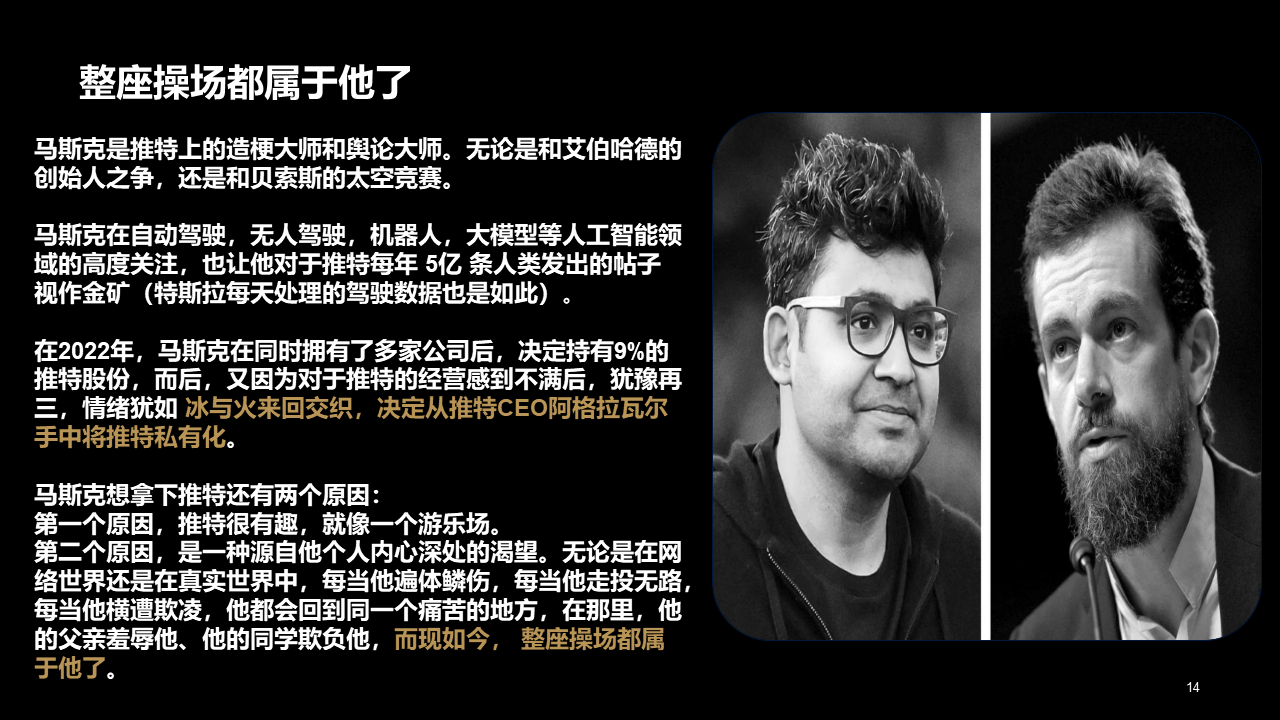 整座操场都属于他了
马斯克是推特上的造梗大师和舆论大师。无论是和艾伯哈德的
创始人之争，还是和贝索斯的太空竞赛。
马斯克在自动驾驶，无人驾驶，机器人，大模型等人工智能领
域的高度关注，也让他对于推特每年 5亿 条人类发出的帖子
视作金矿（特斯拉每天处理的驾驶数据也是如此）。
在2022年，马斯克在同时拥有了多家公司后，决定持有9%的
推特股份，而后，又因为对于推特的经营感到不满后，犹豫再
三，情绪犹如 冰与火来回交织，决定从推特CEO阿格拉瓦尔
手中将推特私有化。
马斯克想拿下推特还有两个原因：
第一个原因，推特很有趣，就像一个游乐场。
第二个原因，是一种源自他个人内心深处的渴望。无论是在网
络世界还是在真实世界中，每当他遍体鳞伤，每当他走投无路，
每当他横遭欺凌，他都会回到同一个痛苦的地方，在那里，他
的父亲羞辱他、他的同学欺负他，而现如今， 整座操场都属
于他了。
14